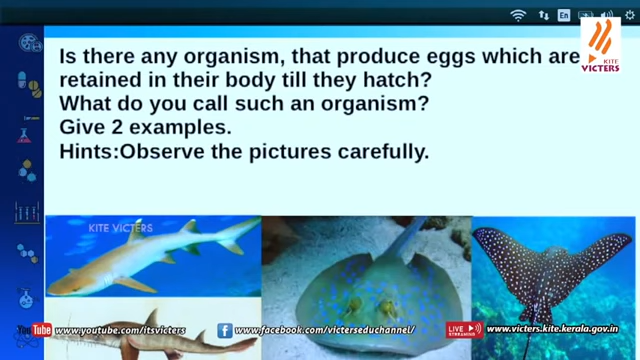 En
Is there any organism, that produce eggs which are
retained in their body till they hatch?
What do you call such an organism?
Give 2 examples.
Hints:Observe the pictures carefully.
KITE
VICTERS
KITE VICTERS
You Tube www.youtube.com/itsvicters
f www.facebook.com/victerseduchannel/
LIVE STREAMING www.victers.kite.kerala.gov.in